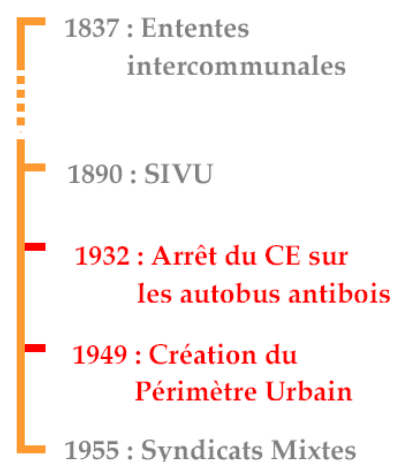 1837 : Ententes
intercommunales
1890 : SIVU
1932 : Arrêt du CE sur
les autobus antibois
1949 : Création du
Périmètre Urbain
1955 : Syndicats Mixtes